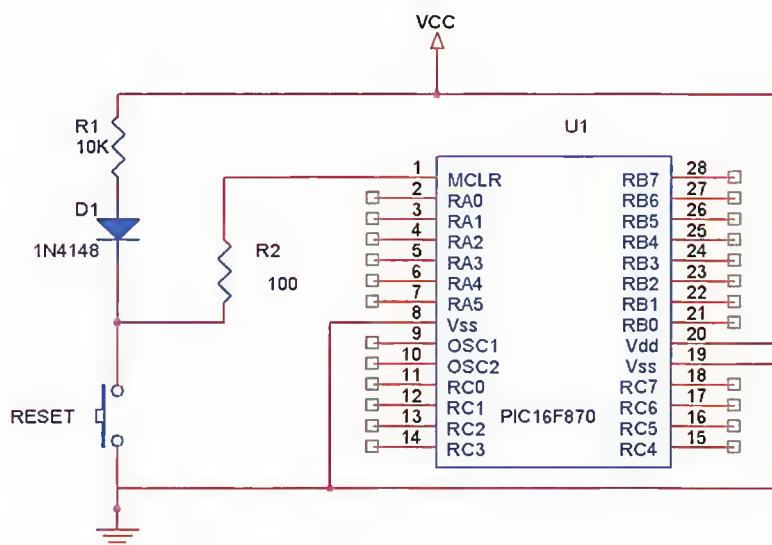 VCC
R1
10K
D1
1N4148
R2
100
RESET
U1
1 MCLR
2 RA0
3 RA1
4 RA2
5 RA3
6 RA4
7 RA5
8 Vss
9 OSC1
10 OSC2
11 RC0
12 RC1
13 RC2
14 RC3
RB7 28
RB6 27
RB5 26
RB4 25
RB3 24
RB2 23
RB1 22
RB0 21
Vdd 20
Vss 19
RC7 18
RC6 17
RC5 16
RC4 15
PIC16F870